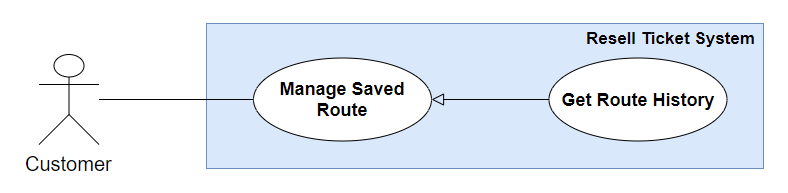 Resell Ticket System
Manage Saved
Route
Get Route History
Customer